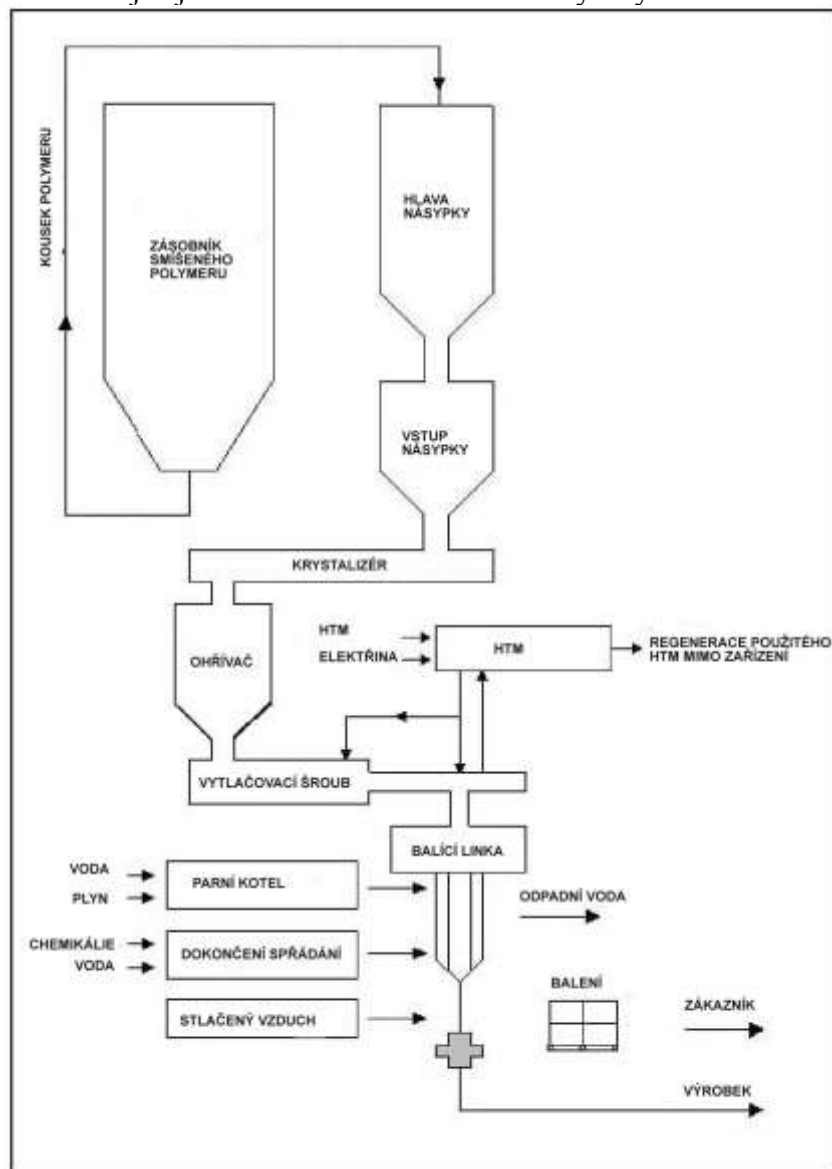 KOUSEK POLYMERU
ZÁSOBNÍK
SMÍŠENÉHO
POLYMERU
HLAVA
NÁSYPKY
VSTUP
NÁSYPKY
KRYSTALIZÉR
OHŘÍVAČ
HTM
ELEKTŘINA
HTM
REGENERACE POUŽITÉHO
HTM MIMO ZAŘÍZENÍ
VYTLAČOVACÍ ŠROUB
BALÍCÍ LINKA
VODA
PLYN
PARNÍ KOTEL
ODPADNÍ VODA
CHEMIKÁLIE
VODA
DOKONČENÍ SPŘÁDÁNÍ
BALENÍ
STLAČENÝ VZDUCH
ZÁKAZNÍK
VÝROBEK